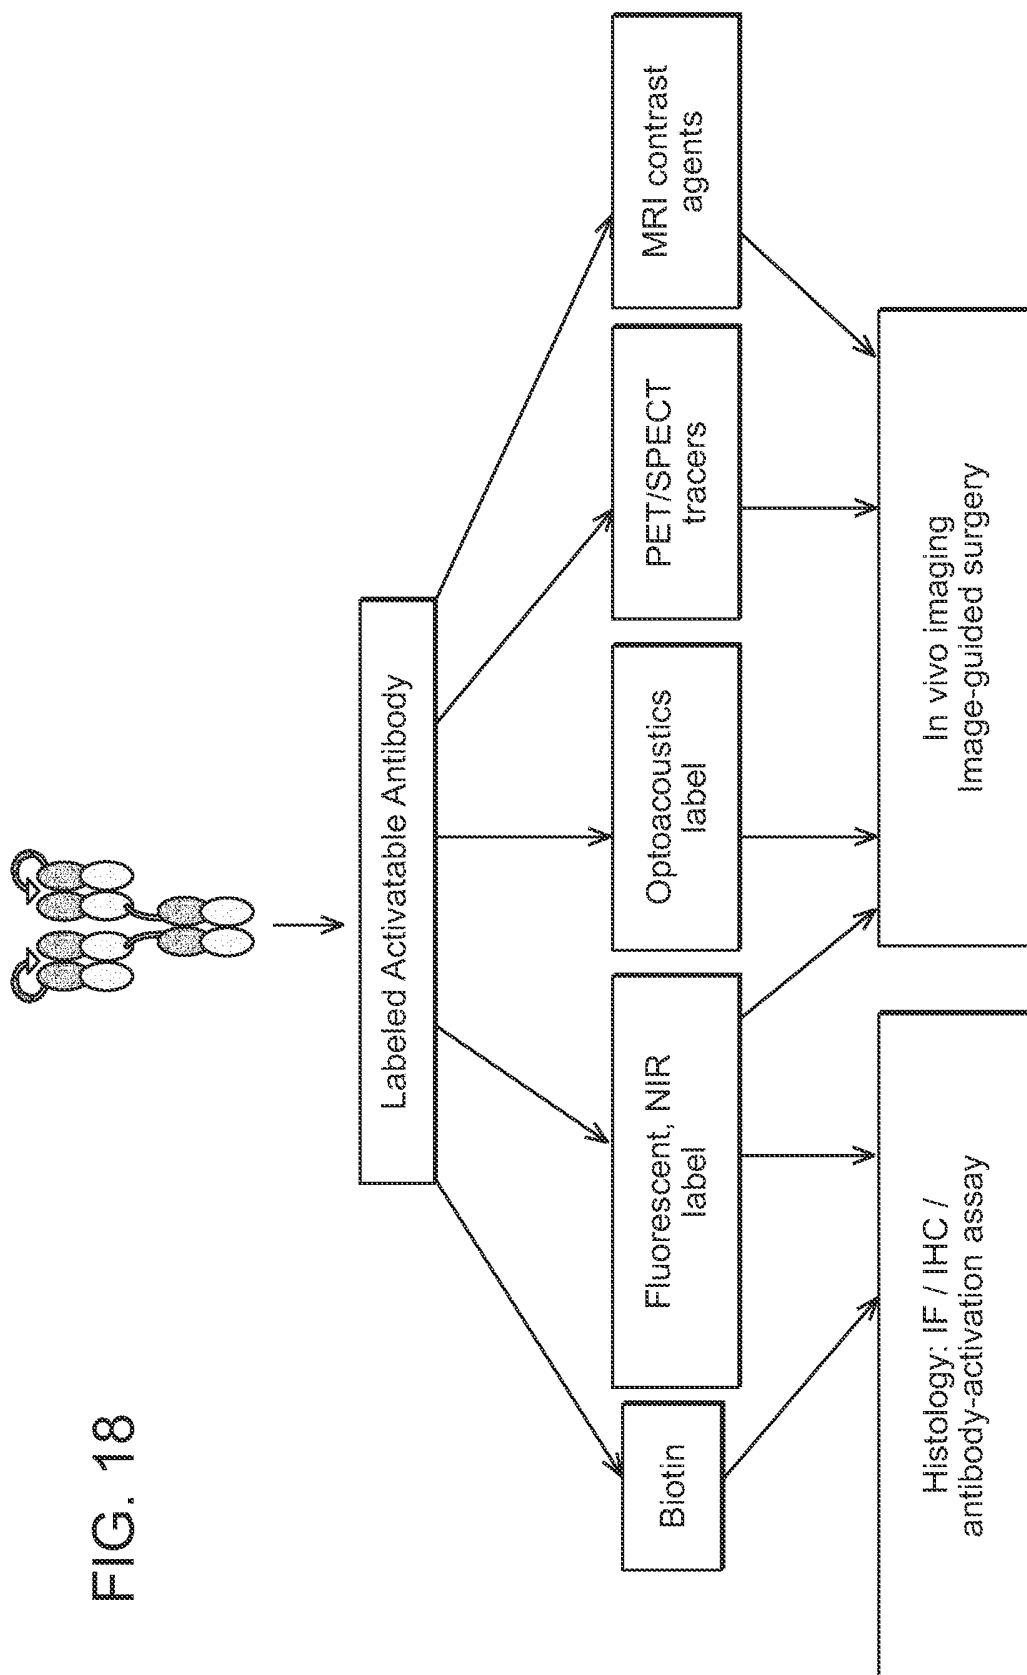 FIG. 18
Labeled Activatable Antibody
Biotin
Fluorescent, NIR
label
Optoacoustics
label
PET/SPECT
tracers
MRI contrast
agents
Histology: IF / IHC /
antibody-activation assay
In vivo imaging
Image-guided surgery